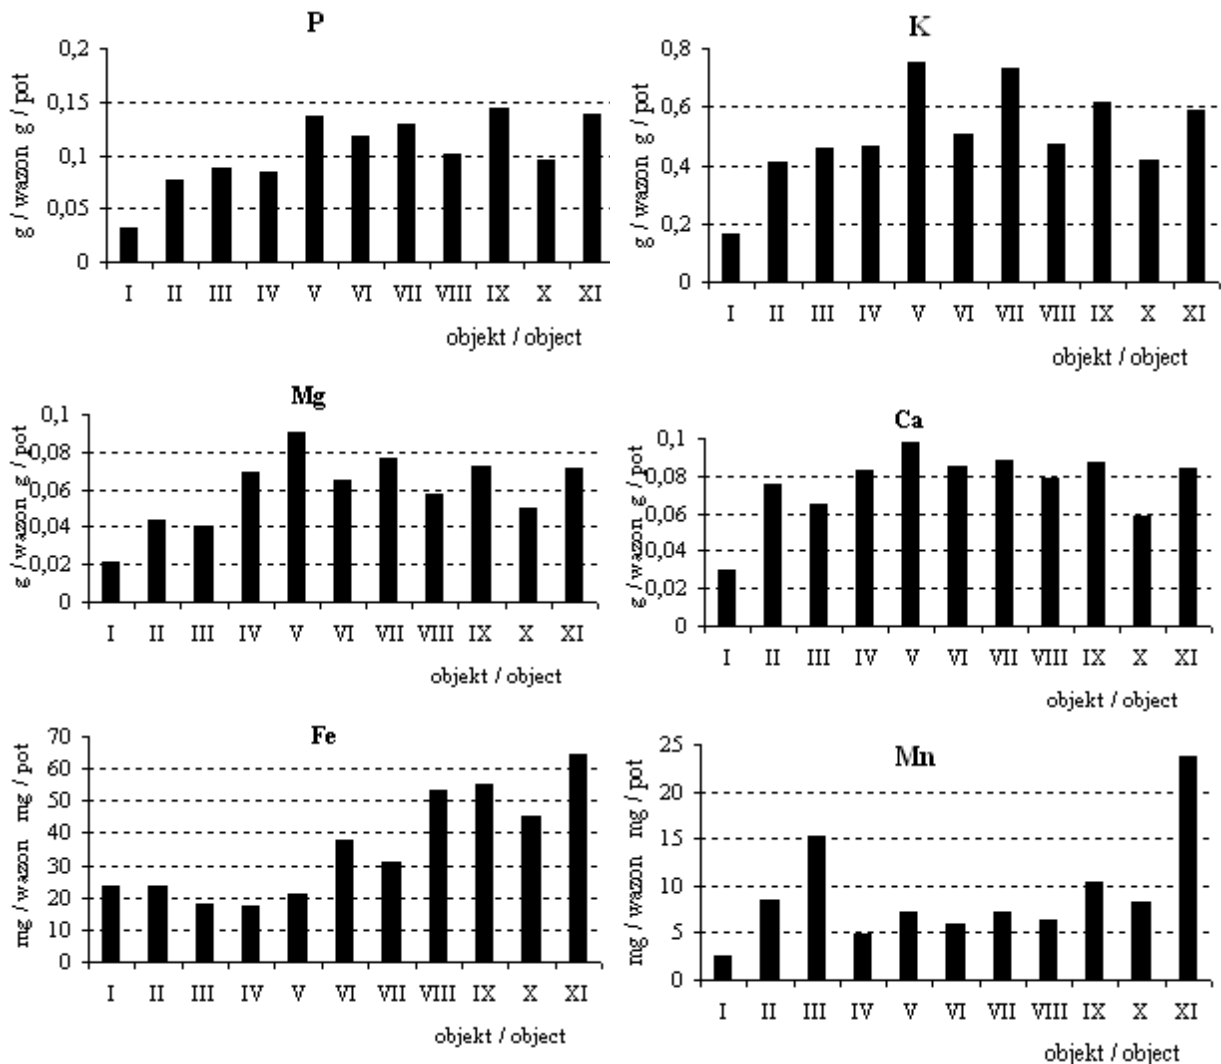 P
0,2
0,15
0,1
0,05
0
g / wazon g / pot
I II III IV V VI VII VIII IX X XI
objekt / object
K
0,8
0,6
0,4
0,2
0
g / wazon g / pot
I II III IV V VI VII VIII IX X XI
objekt / object
Mg
0,1
0,08
0,06
0,04
0,02
0
g / wazon g / pot
I II III IV V VI VII VIII IX X XI
objekt / object
Ca
0,1
0,08
0,06
0,04
0,02
0
g / wazon g / pot
I II III IV V VI VII VIII IX X XI
objekt / object
Fe
70
60
50
40
30
20
10
0
mg / wazon mg / pot
I II III IV V VI VII VIII IX X XI
objekt / object
Mn
25
20
15
10
5
0
mg / wazon mg / pot
I II III IV V VI VII VIII IX X XI
objekt / object